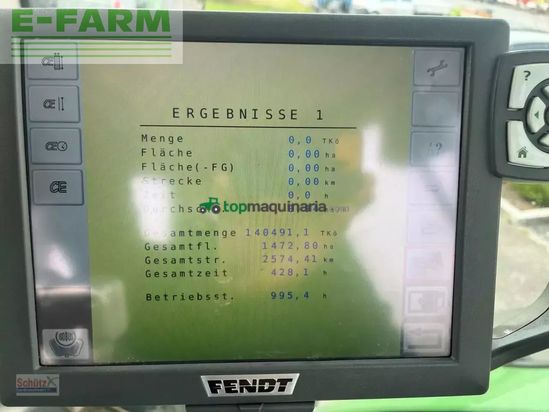 E-FARM
ERGEBNISSE 1
Menge 0,0 TKö
Fläche 0,00 ha
Fläche(-FG) 0,00 ha
Strecke 0,00 km
Zeit 0,0 h
topmaquinaria
Gesamtmenge 140491,1 TKö
Gesamtfl. 1472,80 ha
Gesamtstr. 2574,41 km
Gesamtzeit 428,1 h
Betriebsst. 995,4 h
FENDT
Schütz